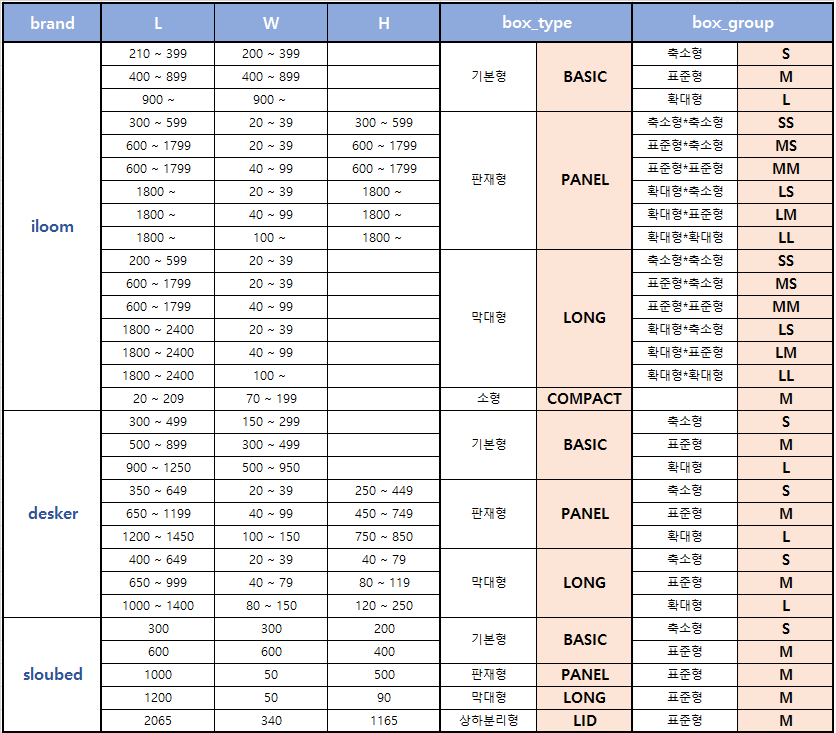 brand L W H box_type box_group
210 ~ 399 200 ~ 399 축소형 S
400 ~ 899 400 ~ 899 기본형 BASIC 표준형 M
900 ~ 900 ~ 확대형 L
300 ~ 599 20 ~ 39 300 ~ 599 축소형*축소형 SS
600 ~ 1799 20 ~ 39 600 ~ 1799 표준형*축소형 MS
600 ~ 1799 40 ~ 99 600 ~ 1799 표준형*표준형 MM
1800 ~ 20 ~ 39 1800 ~ 판재형 PANEL 확대형*축소형 LS
1800 ~ 40 ~ 99 1800 ~ 확대형*표준형 LM
iloom 1800 ~ 100 ~ 1800 ~ 확대형*확대형 LL
200 ~ 599 20 ~ 39 축소형*축소형 SS
600 ~ 1799 20 ~ 39 표준형*축소형 MS
600 ~ 1799 40 ~ 99 표준형*표준형 MM
1800 ~ 2400 20 ~ 39 막대형 LONG 확대형*축소형 LS
1800 ~ 2400 40 ~ 99 확대형*표준형 LM
1800 ~ 2400 100 ~ 확대형*확대형 LL
20 ~ 209 70 ~ 199 소형 COMPACT M
300 ~ 499 150 ~ 299 축소형 S
500 ~ 899 300 ~ 499 기본형 BASIC 표준형 M
900 ~ 1250 500 ~ 950 확대형 L
350 ~ 649 20 ~ 39 250 ~ 449 축소형 S
desker 650 ~ 1199 40 ~ 99 450 ~ 749 판재형 PANEL 표준형 M
1200 ~ 1450 100 ~ 150 750 ~ 850 확대형 L
400 ~ 649 20 ~ 39 40 ~ 79 축소형 S
650 ~ 999 40 ~ 79 80 ~ 119 막대형 LONG 표준형 M
1000 ~ 1400 80 ~ 150 120 ~ 250 확대형 L
300 300 200 기본형 BASIC 축소형 S
600 600 400 표준형 M
sloubed 1000 50 500 판재형 PANEL 표준형 M
1200 50 90 막대형 LONG 표준형 M
2065 340 1165 상하분리형 LID 표준형 M